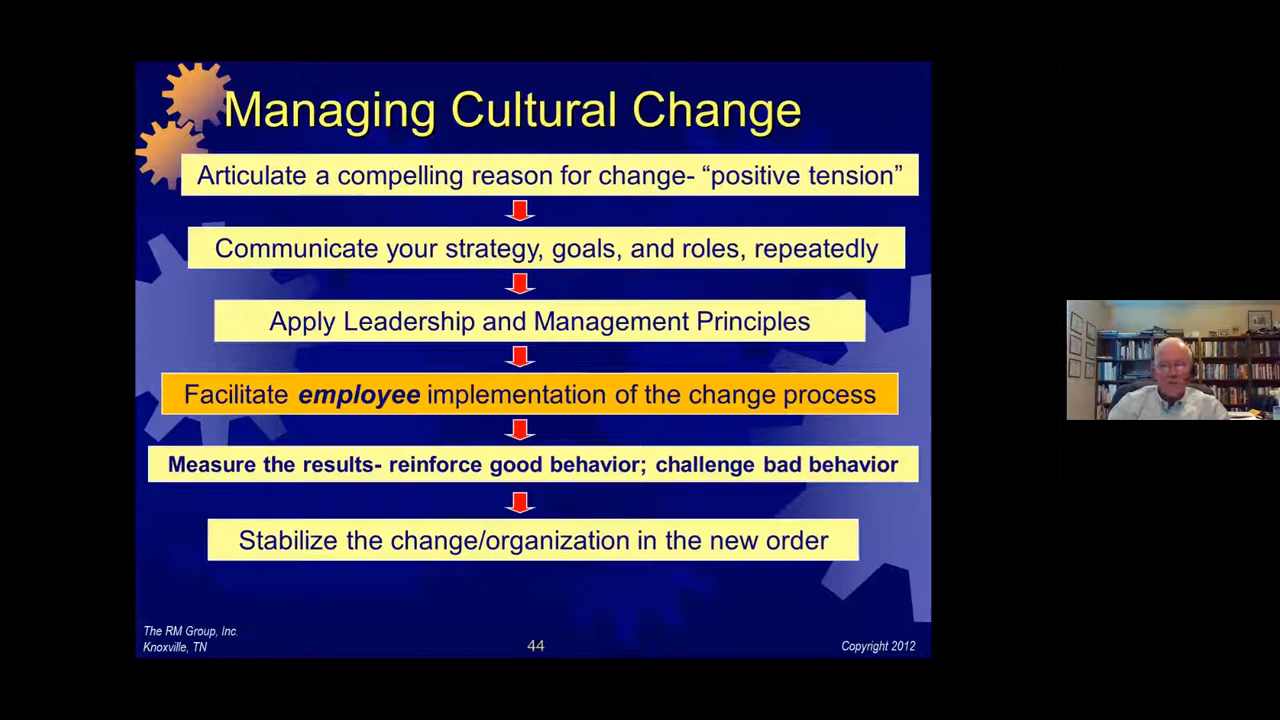 Managing Cultural Change
Articulate a compelling reason for change- “positive tension”
Communicate your strategy, goals, and roles, repeatedly
Apply Leadership and Management Principles
Facilitate employee implementation of the change process
Measure the results- reinforce good behavior; challenge bad behavior
Stabilize the change/organization in the new order
The RM Group, Inc.
Knoxville, TN
44
Copyright 2012